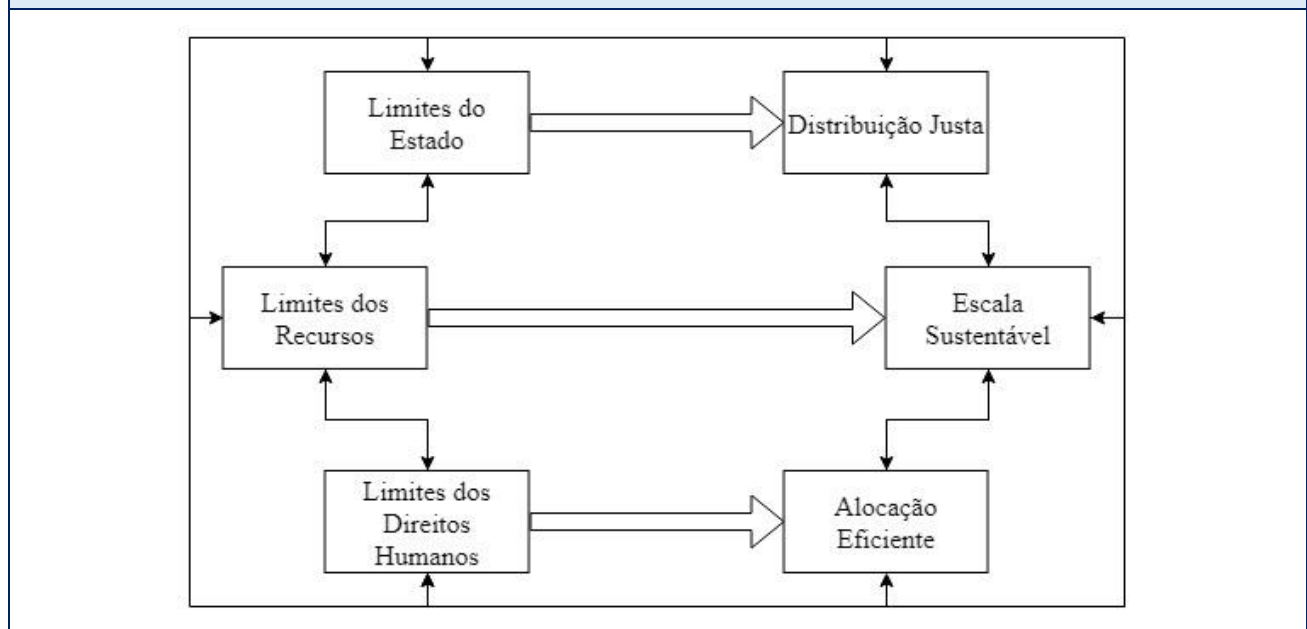 Limites do
Estado
Distribuição Justa
Limites dos
Recursos
Escala
Sustentável
Limites dos
Direitos
Humanos
Alocação
Eficiente